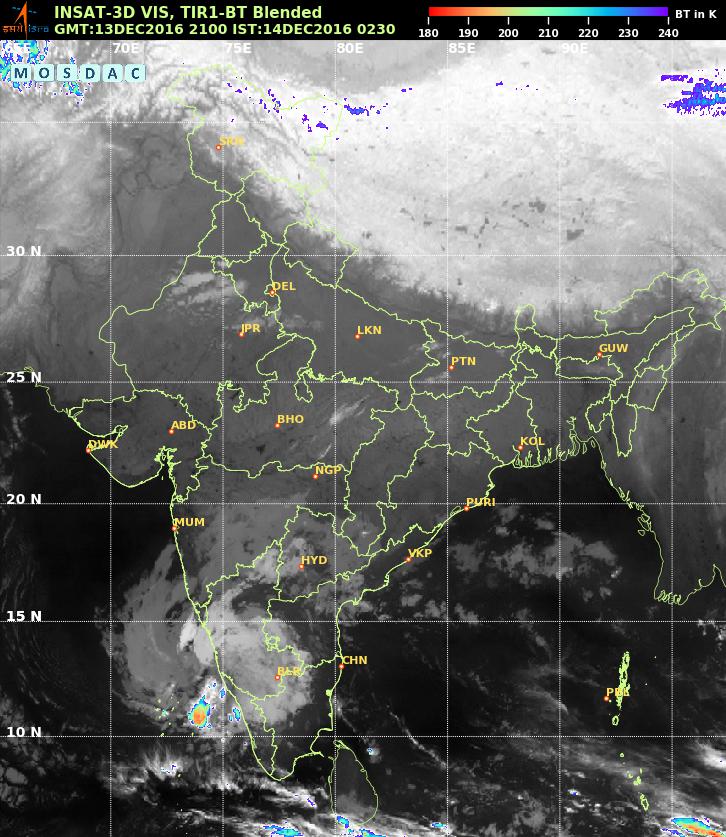 INSAT-3D VIS, TIR1-BT Blended
GMT:13DEC2016 2100 IST:14DEC2016 0230
BT in K
180 190 200 210 220 230 240
70E 75E 80E 85E 90E
MOSDAC
SRN
30 N
DEL
JPR LKN
GUW
PTN
25 N
ABD BHO
DWK KOL
NGP
20 N
PURI
MUM
VKP
HYD
15 N
CHN
BLR
10 N